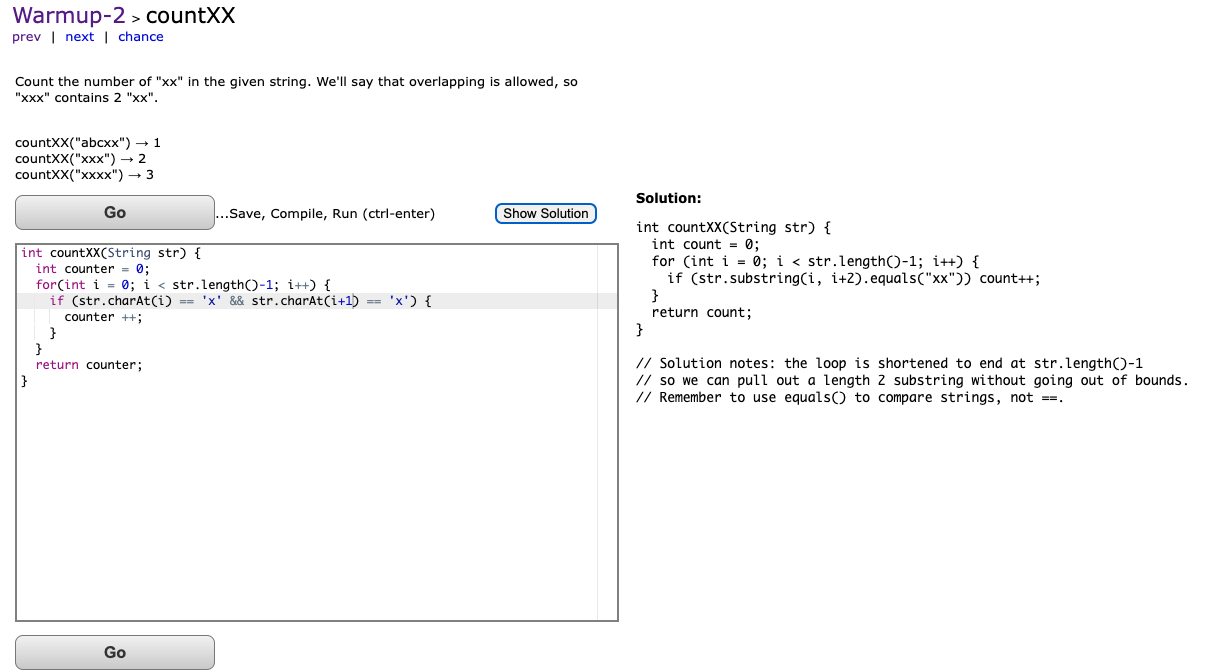 Warmup-2 > countXX
prev | next | chance
Count the number of "xx" in the given string. We'll say that overlapping is allowed, so
"xxx" contains 2 "xx".
countXX("abcxx") → 1
countXX("xxx") → 2
countXX("xxxx") → 3
Go
...Save, Compile, Run (ctrl-enter)
Show Solution
int countXX(String str) {
  int counter = 0;
  for(int i = 0; i < str.length()-1; i++) {
    if (str.charAt(i) == 'x' && str.charAt(i+1) == 'x') {
      counter ++;
    }
  }
  return counter;
}
Go
Solution:
int countXX(String str) {
  int count = 0;
  for (int i = 0; i < str.length()-1; i++) {
    if (str.substring(i, i+2).equals("xx")) count++;
  }
  return count;
}
// Solution notes: the loop is shortened to end at str.length()-1
// so we can pull out a length 2 substring without going out of bounds.
// Remember to use equals() to compare strings, not ==.